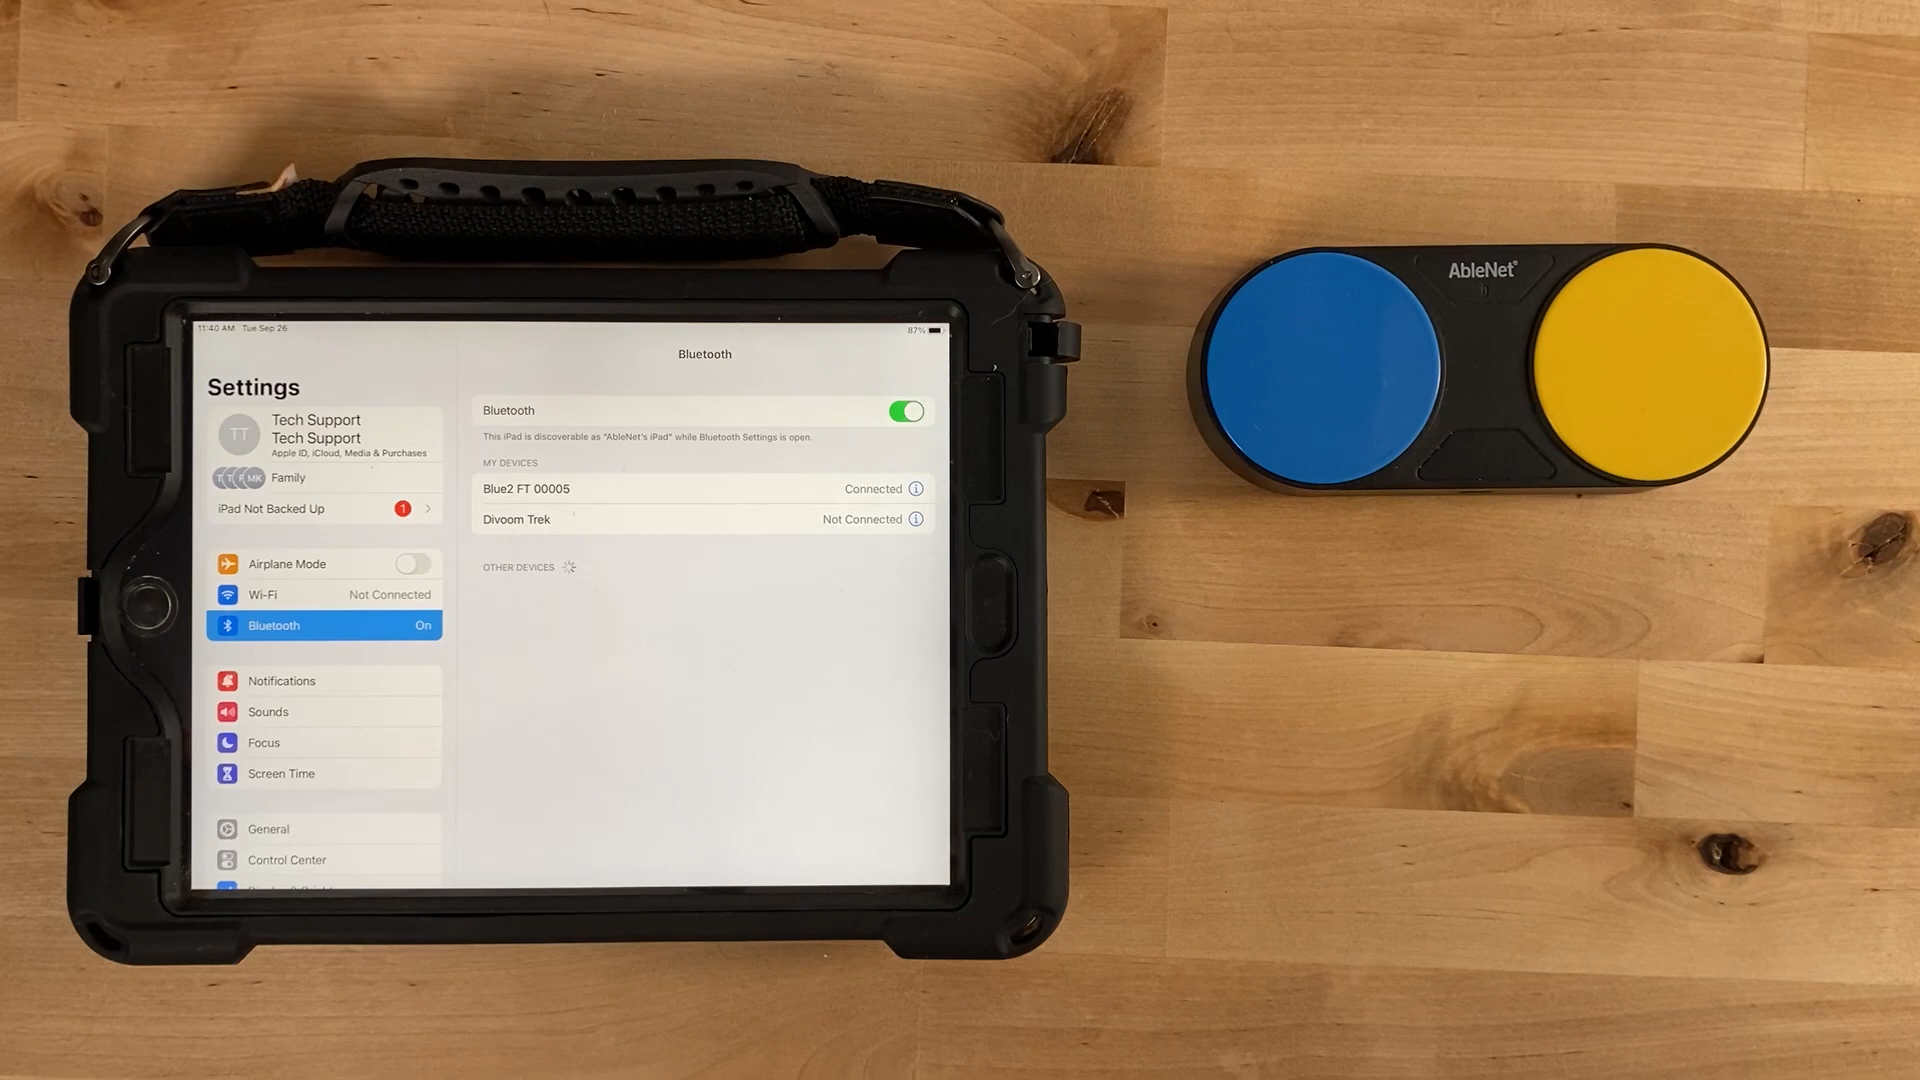 11:40 AM Tue Sep 26
87%
Settings
TT
Tech Support
Tech Support
Apple ID, iCloud, Media & Purchases
MK
Family
iPad Not Backed Up 1
Airplane Mode
Wi-Fi Not Connected
Bluetooth On
Notifications
Sounds
Focus
Screen Time
General
Control Center
Bluetooth
Bluetooth
This iPad is discoverable as “AbleNet's iPad” while Bluetooth Settings is open.
MY DEVICES
Blue2 FT 00005 Connected
Divoom Trek Not Connected
OTHER DEVICES
AbleNet®